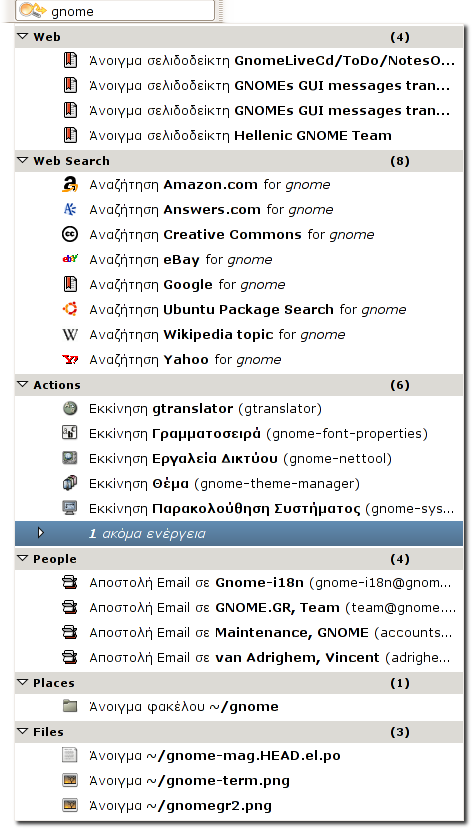 gnome
Web (4)
Άνοιγμα σελιδοδείκτη GnomeLiveCd/ToDo/NotesO...
Άνοιγμα σελιδοδείκτη GNOMEs GUI messages tran...
Άνοιγμα σελιδοδείκτη GNOMEs GUI messages tran...
Άνοιγμα σελιδοδείκτη Hellenic GNOME Team
Web Search (8)
Αναζήτηση Amazon.com for gnome
Αναζήτηση Answers.com for gnome
Αναζήτηση Creative Commons for gnome
Αναζήτηση eBay for gnome
Αναζήτηση Google for gnome
Αναζήτηση Ubuntu Package Search for gnome
Αναζήτηση Wikipedia topic for gnome
Αναζήτηση Yahoo for gnome
Actions (6)
Εκκίνηση gtranslator (gtranslator)
Εκκίνηση Γραμματοσειρά (gnome-font-properties)
Εκκίνηση Εργαλεία Δικτύου (gnome-nettool)
Εκκίνηση Θέμα (gnome-theme-manager)
Εκκίνηση Παρακολούθηση Συστήματος (gnome-sys...
1 ακόμα ενέργεια
People (4)
Αποστολή Email σε Gnome-i18n (gnome-i18n@gnom...
Αποστολή Email σε GNOME.GR, Team (team@gnome....
Αποστολή Email σε Maintenance, GNOME (accounts...
Αποστολή Email σε van Adrighem, Vincent (adrighe...
Places (1)
Άνοιγμα φακέλου ~/gnome
Files (3)
Άνοιγμα ~/gnome-mag.HEAD.el.po
Άνοιγμα ~/gnome-term.png
Άνοιγμα ~/gnomegr2.png